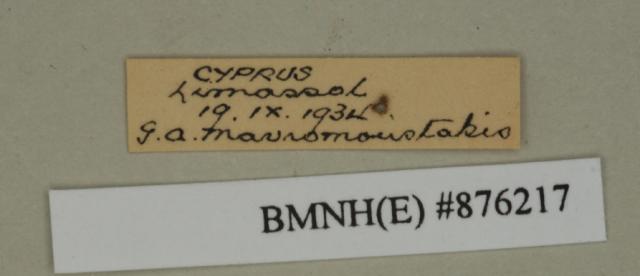 CYPRUS
Limassol
19.IX.1934.
G.A.Mavromoustakis
BMNH(E) #876217